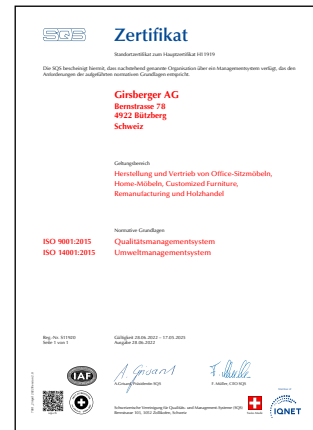 SQS
Zertifikat
Standortzertifikat zum Hauptzertifikat H11919
Die SQS bescheinigt hiermit, dass nachstehend genannte Organisation über ein Managementsystem verfügt, das den
Anforderungen der aufgeführten normativen Grundlagen entspricht.
Girsberger AG
Bernstrasse 78
4922 Bützberg
Schweiz
Geltungsbereich
Herstellung und Vertrieb von Office-Sitzmöbeln,
Home-Möbeln, Customized Furniture,
Remanufacturing und Holzhandel
Normative Grundlagen
ISO 9001:2015 Qualitätsmanagementsystem
ISO 14001:2015 Umweltmanagementsystem
Reg.-Nr. S11920
Seite 1 von 1
Gültigkeit 28.06.2022 – 17.05.2025
Ausgabe 28.06.2022
IAF
A. Grisard, Präsidentin SQS
F. Müller, CEO SQS
Schweizerische Vereinigung für Qualitäts- und Management-Systeme (SQS)
Bernstrasse 103, 3052 Zollikofen, Schweiz
IQNET